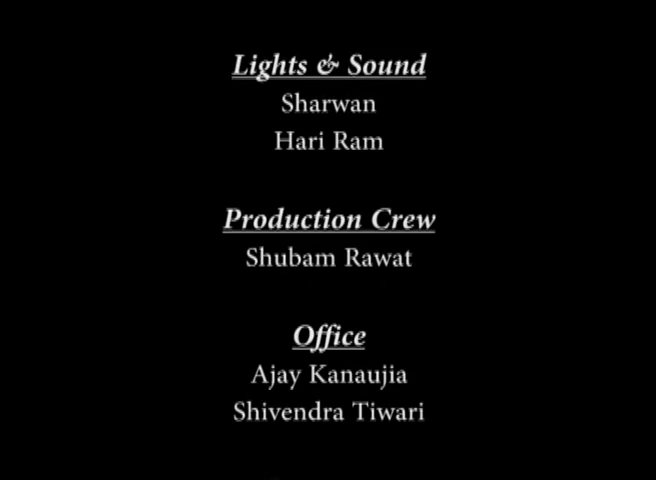 Lights & Sound
Sharwan
Hari Ram
Production Crew
Shubam Rawat
Office
Ajay Kanaujia
Shivendra Tiwari